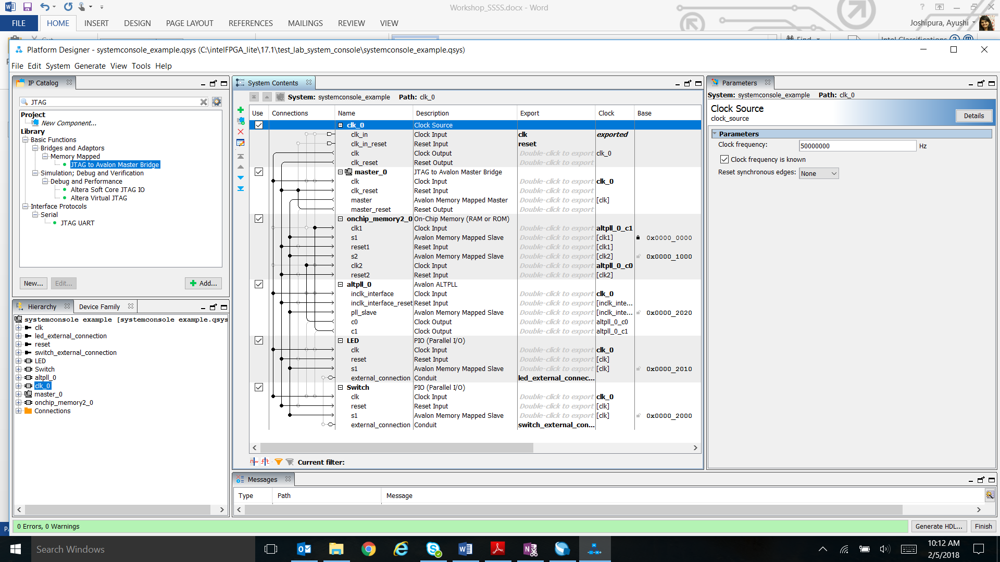 Workshop_SSSS.docx - Word
FILE HOME INSERT DESIGN PAGE LAYOUT REFERENCES MAILINGS REVIEW VIEW
Joshipura, Ayushi
Platform Designer - systemconsole_example.qsys (C:\intelFPGA_lite\17.1\test_lab_system_console\systemconsole_example.qsys)
File Edit System Generate View Tools Help
IP Catalog
JTAG
Project
New Component...
Library
Basic Functions
Bridges and Adaptors
Memory Mapped
JTAG to Avalon Master Bridge
Simulation; Debug and Verification
Debug and Performance
Altera Soft Core JTAG IO
Altera Virtual JTAG
Interface Protocols
Serial
JTAG UART
New... Edit... Add...
Hierarchy Device Family
systemconsole example [systemconsole example.qsys
clk
led_external_connection
reset
switch_external_connection
LED
Switch
altpll_0
clk_0
master_0
onchip_memory2_0
Connections
System Contents
System: systemconsole_example Path: clk_0
Use Connections Name Description Export Clock Base
clk_0 Clock Source
clk_in Clock Input clk exported
clk_in_reset Reset Input reset
clk Clock Output Double-click to export clk_0
clk_reset Reset Output Double-click to export
master_0 JTAG to Avalon Master Bridge
clk Clock Input Double-click to export clk_0
clk_reset Reset Input Double-click to export
master Avalon Memory Mapped Master Double-click to export [clk]
master_reset Reset Output Double-click to export
onchip_memory2_0 On-Chip Memory (RAM or ROM)
clk1 Clock Input Double-click to export altpll_0_c1
s1 Avalon Memory Mapped Slave Double-click to export [clk1] 0x0000_0000
reset1 Reset Input Double-click to export [clk1]
s2 Avalon Memory Mapped Slave Double-click to export [clk2] 0x0000_1000
clk2 Clock Input Double-click to export altpll_0_c0
reset2 Reset Input Double-click to export [clk2]
altpll_0 Avalon ALTPLL
inclk_interface Clock Input Double-click to export clk_0
inclk_interface_reset Reset Input Double-click to export [inclk_inte...
pll_slave Avalon Memory Mapped Slave Double-click to export [inclk_inte... 0x0000_2020
c0 Clock Output Double-click to export altpll_0_c0
c1 Clock Output Double-click to export altpll_0_c1
LED PIO (Parallel I/O)
clk Clock Input Double-click to export clk_0
reset Reset Input Double-click to export [clk]
s1 Avalon Memory Mapped Slave Double-click to export [clk] 0x0000_2010
external_connection Conduit led_external_connec...
Switch PIO (Parallel I/O)
clk Clock Input Double-click to export clk_0
reset Reset Input Double-click to export [clk]
s1 Avalon Memory Mapped Slave Double-click to export [clk] 0x0000_2000
external_connection Conduit switch_external_con...
Current filter:
Messages
Type Path Message
Parameters
System: systemconsole_example Path: clk_0
Clock Source
clock_source
Details
Parameters
Clock frequency: 50000000 Hz
Clock frequency is known
Reset synchronous edges: None
0 Errors, 0 Warnings
Generate HDL... Finish
Search Windows
10:12 AM
2/5/2018